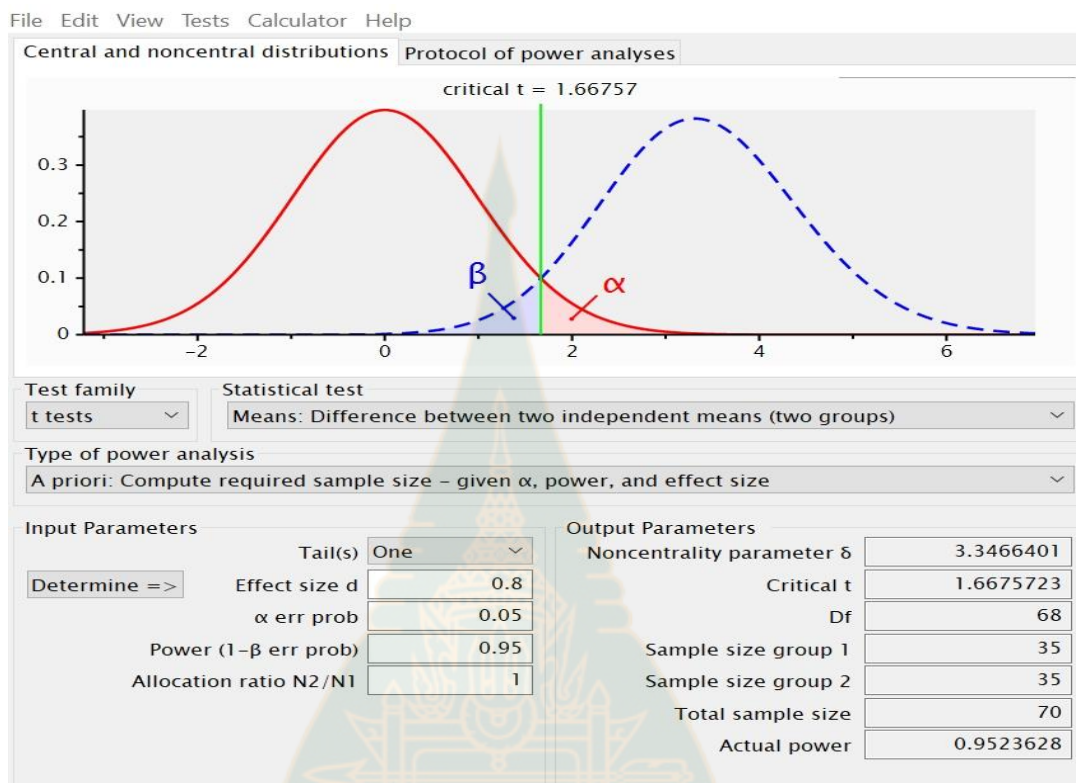 File Edit View Tests Calculator Help
Central and noncentral distributions Protocol of power analyses
critical t = 1.66757
0.3
0.2
0.1
0
β
α
-2 0 2 4 6
Test family Statistical test
t tests Means: Difference between two independent means (two groups)
Type of power analysis
A priori: Compute required sample size – given α, power, and effect size
Input Parameters
Tail(s) One
Determine => Effect size d 0.8
α err prob 0.05
Power (1-β err prob) 0.95
Allocation ratio N2/N1 1
Output Parameters
Noncentrality parameter δ 3.3466401
Critical t 1.6675723
Df 68
Sample size group 1 35
Sample size group 2 35
Total sample size 70
Actual power 0.9523628